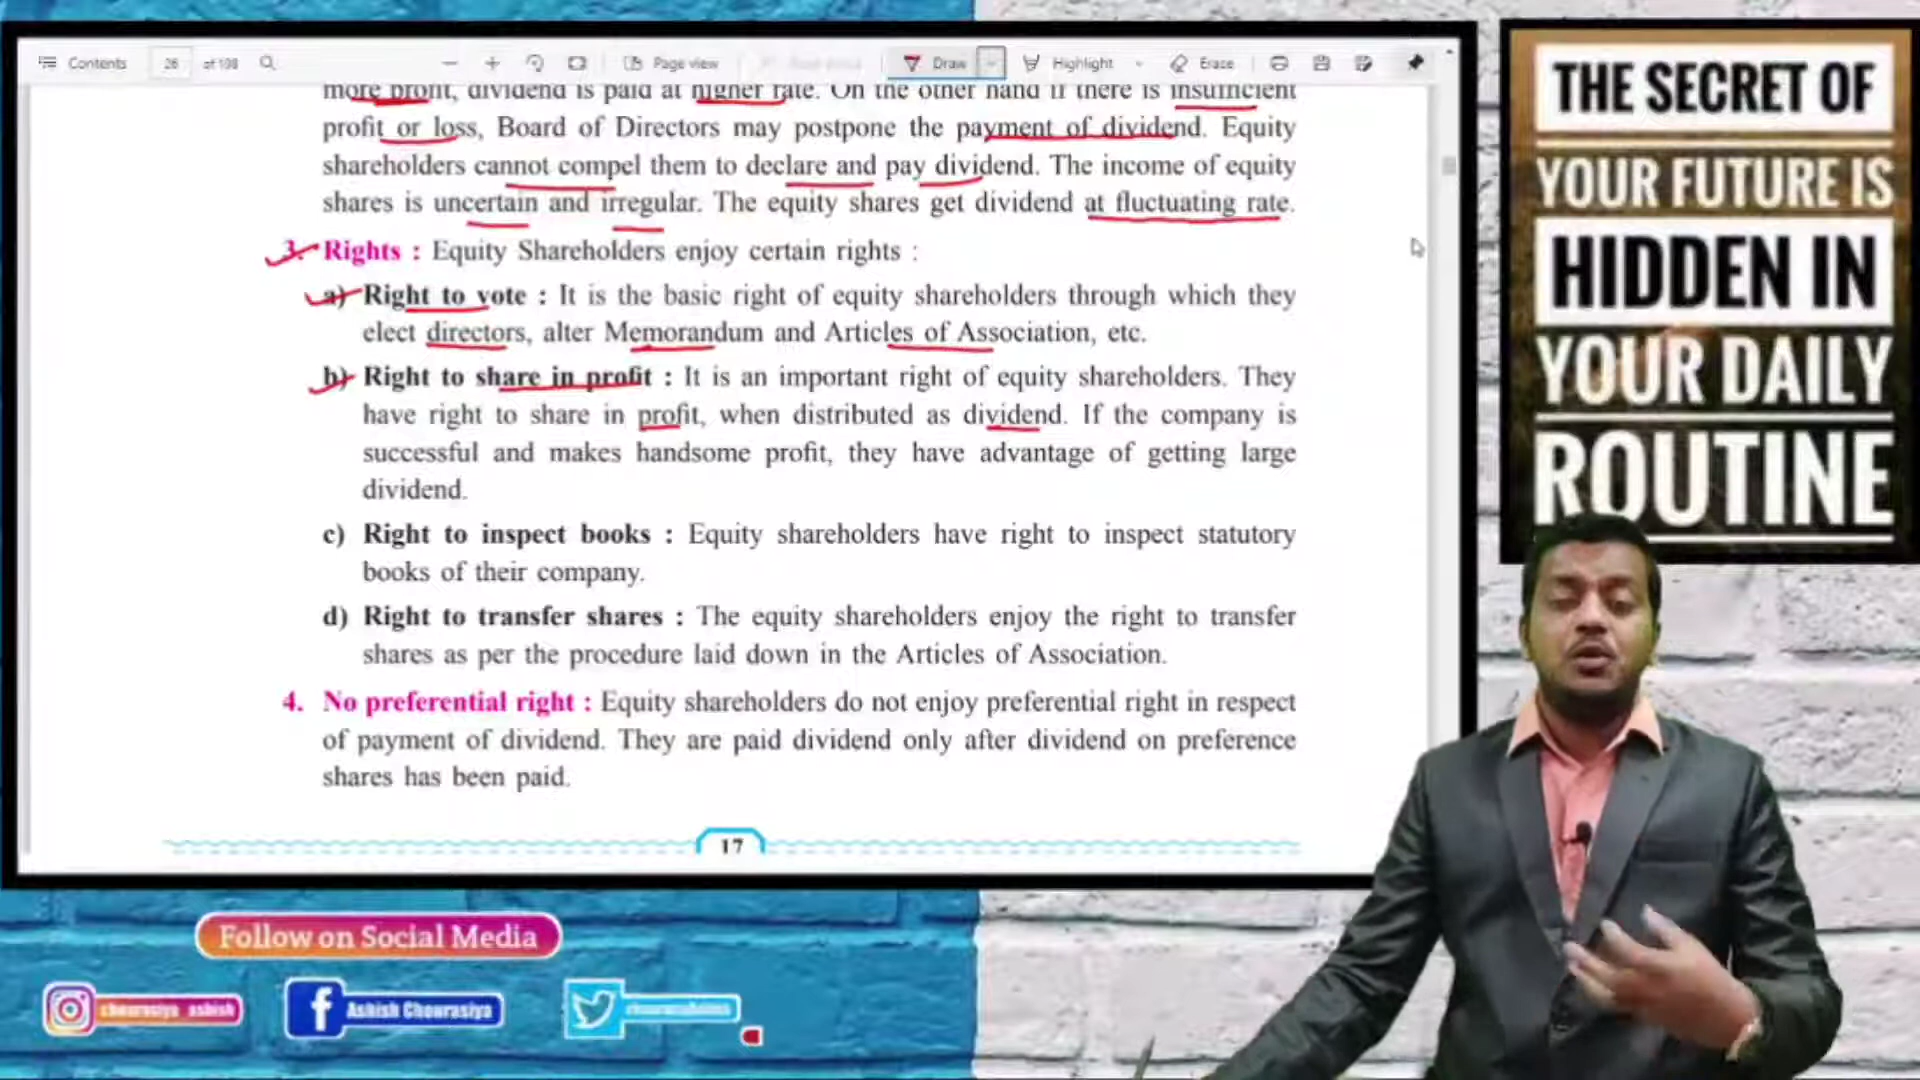 Contents 26 of 198 Page view Draw Highlight Erase
more profit, dividend is paid at higher rate. On the other hand if there is insufficient
profit or loss, Board of Directors may postpone the payment of dividend. Equity
shareholders cannot compel them to declare and pay dividend. The income of equity
shares is uncertain and irregular. The equity shares get dividend at fluctuating rate.
3. Rights : Equity Shareholders enjoy certain rights :
a) Right to vote : It is the basic right of equity shareholders through which they
elect directors, alter Memorandum and Articles of Association, etc.
b) Right to share in profit : It is an important right of equity shareholders. They
have right to share in profit, when distributed as dividend. If the company is
successful and makes handsome profit, they have advantage of getting large
dividend.
c) Right to inspect books : Equity shareholders have right to inspect statutory
books of their company.
d) Right to transfer shares : The equity shareholders enjoy the right to transfer
shares as per the procedure laid down in the Articles of Association.
4. No preferential right : Equity shareholders do not enjoy preferential right in respect
of payment of dividend. They are paid dividend only after dividend on preference
shares has been paid.
17
THE SECRET OF
YOUR FUTURE IS
HIDDEN IN
YOUR DAILY
ROUTINE
Follow on Social Media
chourasiya_ashish
Ashish Chourasiya